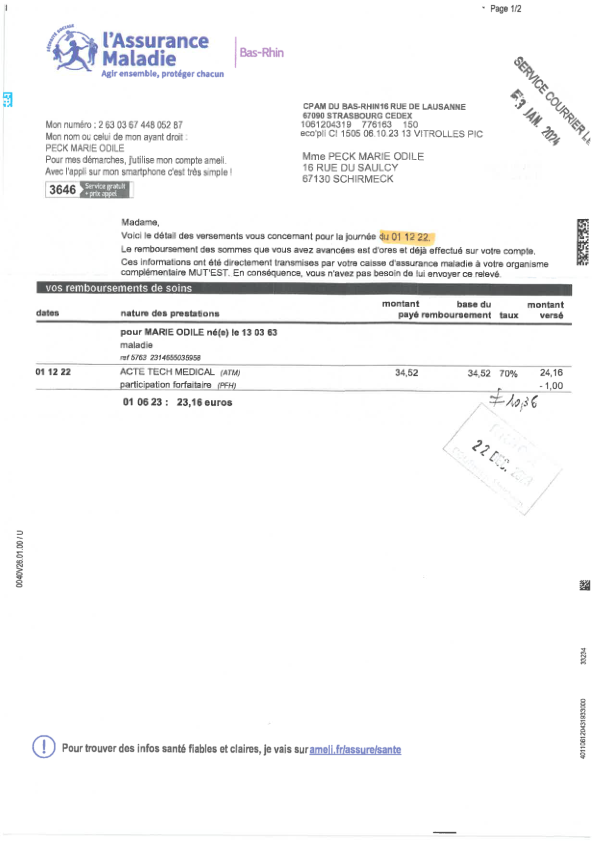 Page 1/2
SÉCURITÉ SOCIALE
l'Assurance
Maladie
Agir ensemble, protéger chacun
Bas-Rhin
SERVICE COURRIER
3 JAN. 2024
CPAM DU BAS-RHIN16 RUE DE LAUSANNE
67090 STRASBOURG CEDEX
1061204319 776163 150
eco'pli CI 1505 06.10.23 13 VITROLLES PIC
Mon numéro : 2 63 03 67 448 052 87
Mon nom ou celui de mon ayant droit :
PECK MARIE ODILE
Pour mes démarches, j'utilise mon compte ameli.
Avec l'appli sur mon smartphone c'est très simple !
3646 Service gratuit
+ prix appel
Mme PECK MARIE ODILE
16 RUE DU SAULCY
67130 SCHIRMECK
Madame,
Voici le détail des versements vous concernant pour la journée du 01 12 22.
Le remboursement des sommes que vous avez avancées est d'ores et déjà effectué sur votre compte.
Ces informations ont été directement transmises par votre caisse d'assurance maladie à votre organisme
complémentaire MUT'EST. En conséquence, vous n'avez pas besoin de lui envoyer ce relevé.
vos remboursements de soins
dates nature des prestations montant payé base du remboursement taux montant versé
pour MARIE ODILE né(e) le 13 03 63
maladie
ref 5763 2314655035958
01 12 22 ACTE TECH MEDICAL (ATM) 34,52 34,52 70% 24,16
participation forfaitaire (PFH) - 1,00
01 06 23 : 23,16 euros
≠ 10,36
22 DEC. 2023
0040V28.01.00 / U
33234
401106120431933000
Pour trouver des infos santé fiables et claires, je vais sur ameli.fr/assure/sante